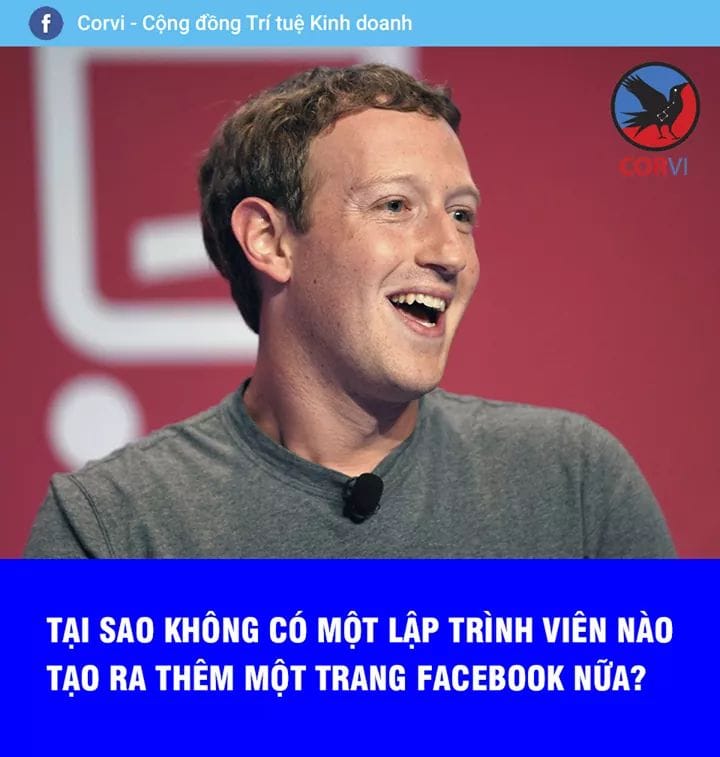 f Corvi - Cộng đồng Trí tuệ Kinh doanh
CORVI
TẠI SAO KHÔNG CÓ MỘT LẬP TRÌNH VIÊN NÀO
TẠO RA THÊM MỘT TRANG FACEBOOK NỮA?